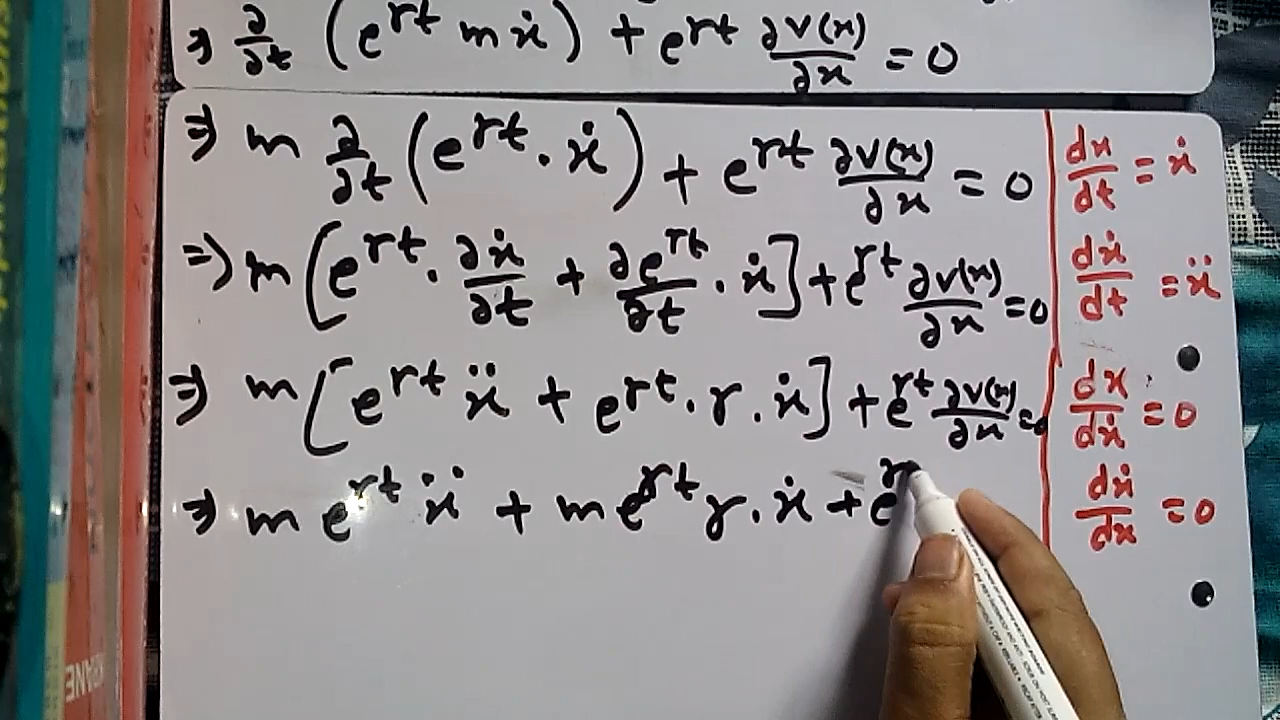 ⇒ ∂/∂t (e^rt mẋ) + e^rt ∂V(x)/∂x = 0
⇒ m ∂/∂t (e^rt . ẋ) + e^rt ∂V(x)/∂x = 0
⇒ m [e^rt . ∂ẋ/∂t + ∂e^rt/∂t . ẋ] + e^rt ∂V(x)/∂x = 0
⇒ m [e^rt ẍ + e^rt . r . ẋ] + e^rt ∂V(x)/∂x = 0
⇒ m e^rt ẍ + m e^rt r . ẋ + e^r
dx/dt = ẋ
dẋ/dt = ẍ
dx/dẋ = 0
dẋ/dx = 0